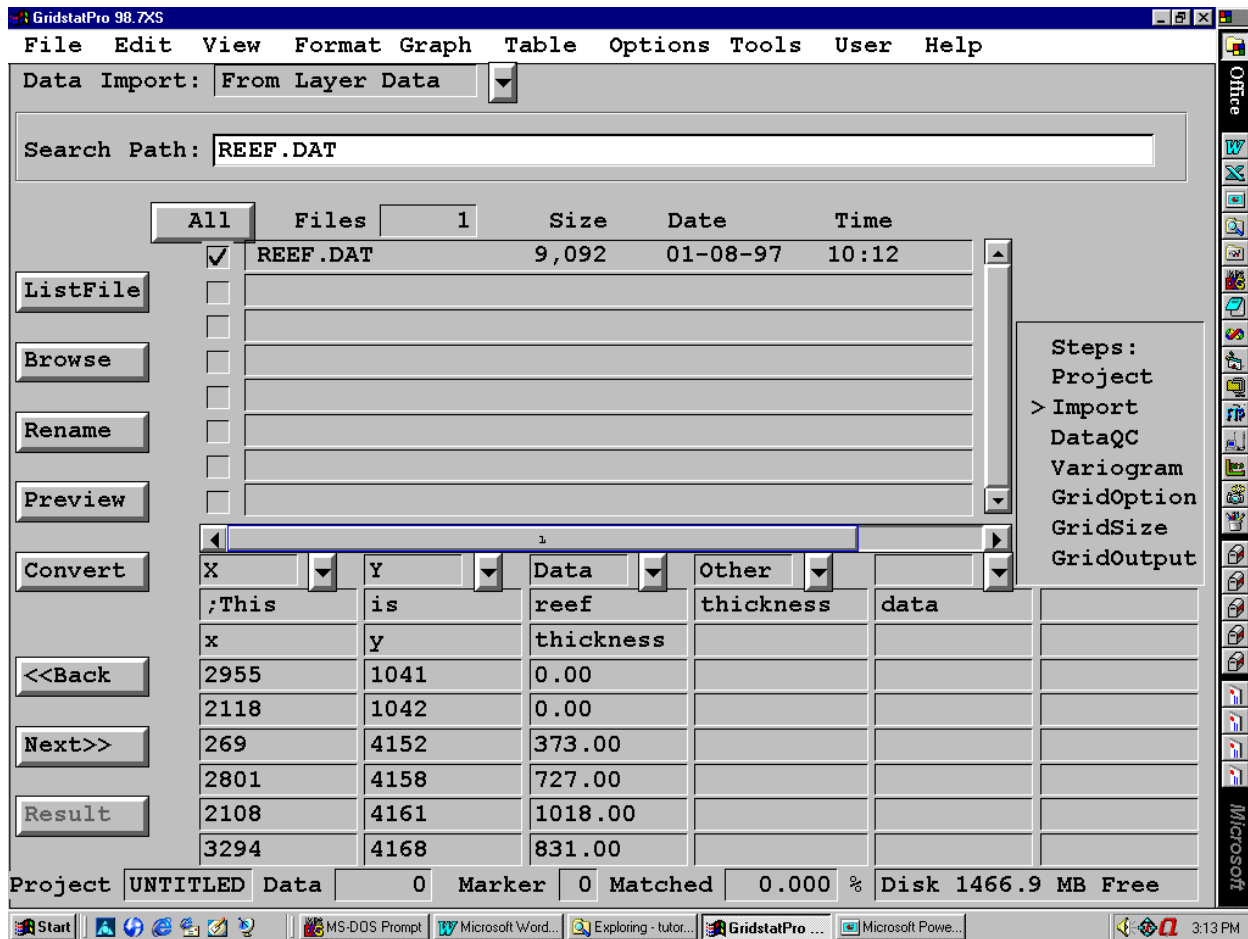 GridstatPro 98.7XS
File Edit View Format Graph Table Options Tools User Help
Data Import: From Layer Data
Search Path: REEF.DAT
All Files 1 Size Date Time
REEF.DAT 9,092 01-08-97 10:12
ListFile
Browse
Rename
Preview
Convert
<<Back
Next>>
Result
Steps:
Project
> Import
DataQC
Variogram
GridOption
GridSize
GridOutput
1
X Y Data Other
;This is reef thickness data
x y thickness
2955 1041 0.00
2118 1042 0.00
269 4152 373.00
2801 4158 727.00
2108 4161 1018.00
3294 4168 831.00
Project UNTITLED Data 0 Marker 0 Matched 0.000 % Disk 1466.9 MB Free
Office
Microsoft
Start MS-DOS Prompt Microsoft Word... Exploring - tutor... GridstatPro ... Microsoft Powe... 3:13 PM